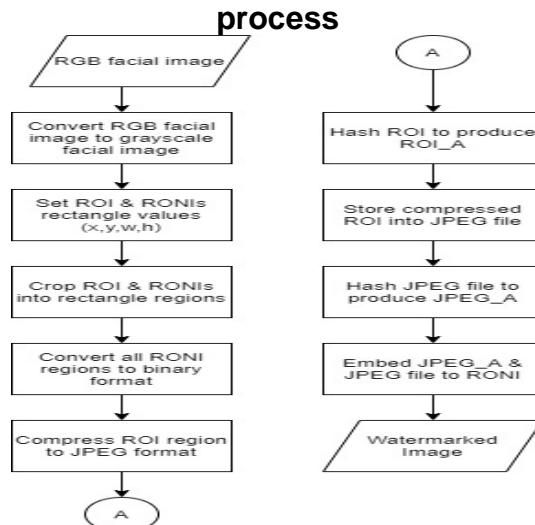 process
RGB facial image
Convert RGB facial
image to grayscale
facial image
Set ROI & RONIs
rectangle values
(x,y,w,h)
Crop ROI & RONIs
into rectangle regions
Convert all RONI
regions to binary
format
Compress ROI region
to JPEG format
A
A
Hash ROI to produce
ROI_A
Store compressed
ROI into JPEG file
Hash JPEG file to
produce JPEG_A
Embed JPEG_A &
JPEG file to RONI
Watermarked
Image